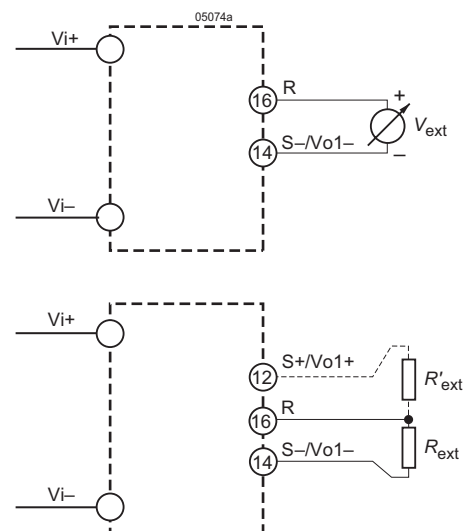 05074a
Vi+
16 R
+
Vext
14 S–/Vo1–
–
Vi–
Vi+
12 S+/Vo1+
R'ext
16 R
14 S–/Vo1–
Rext
Vi–